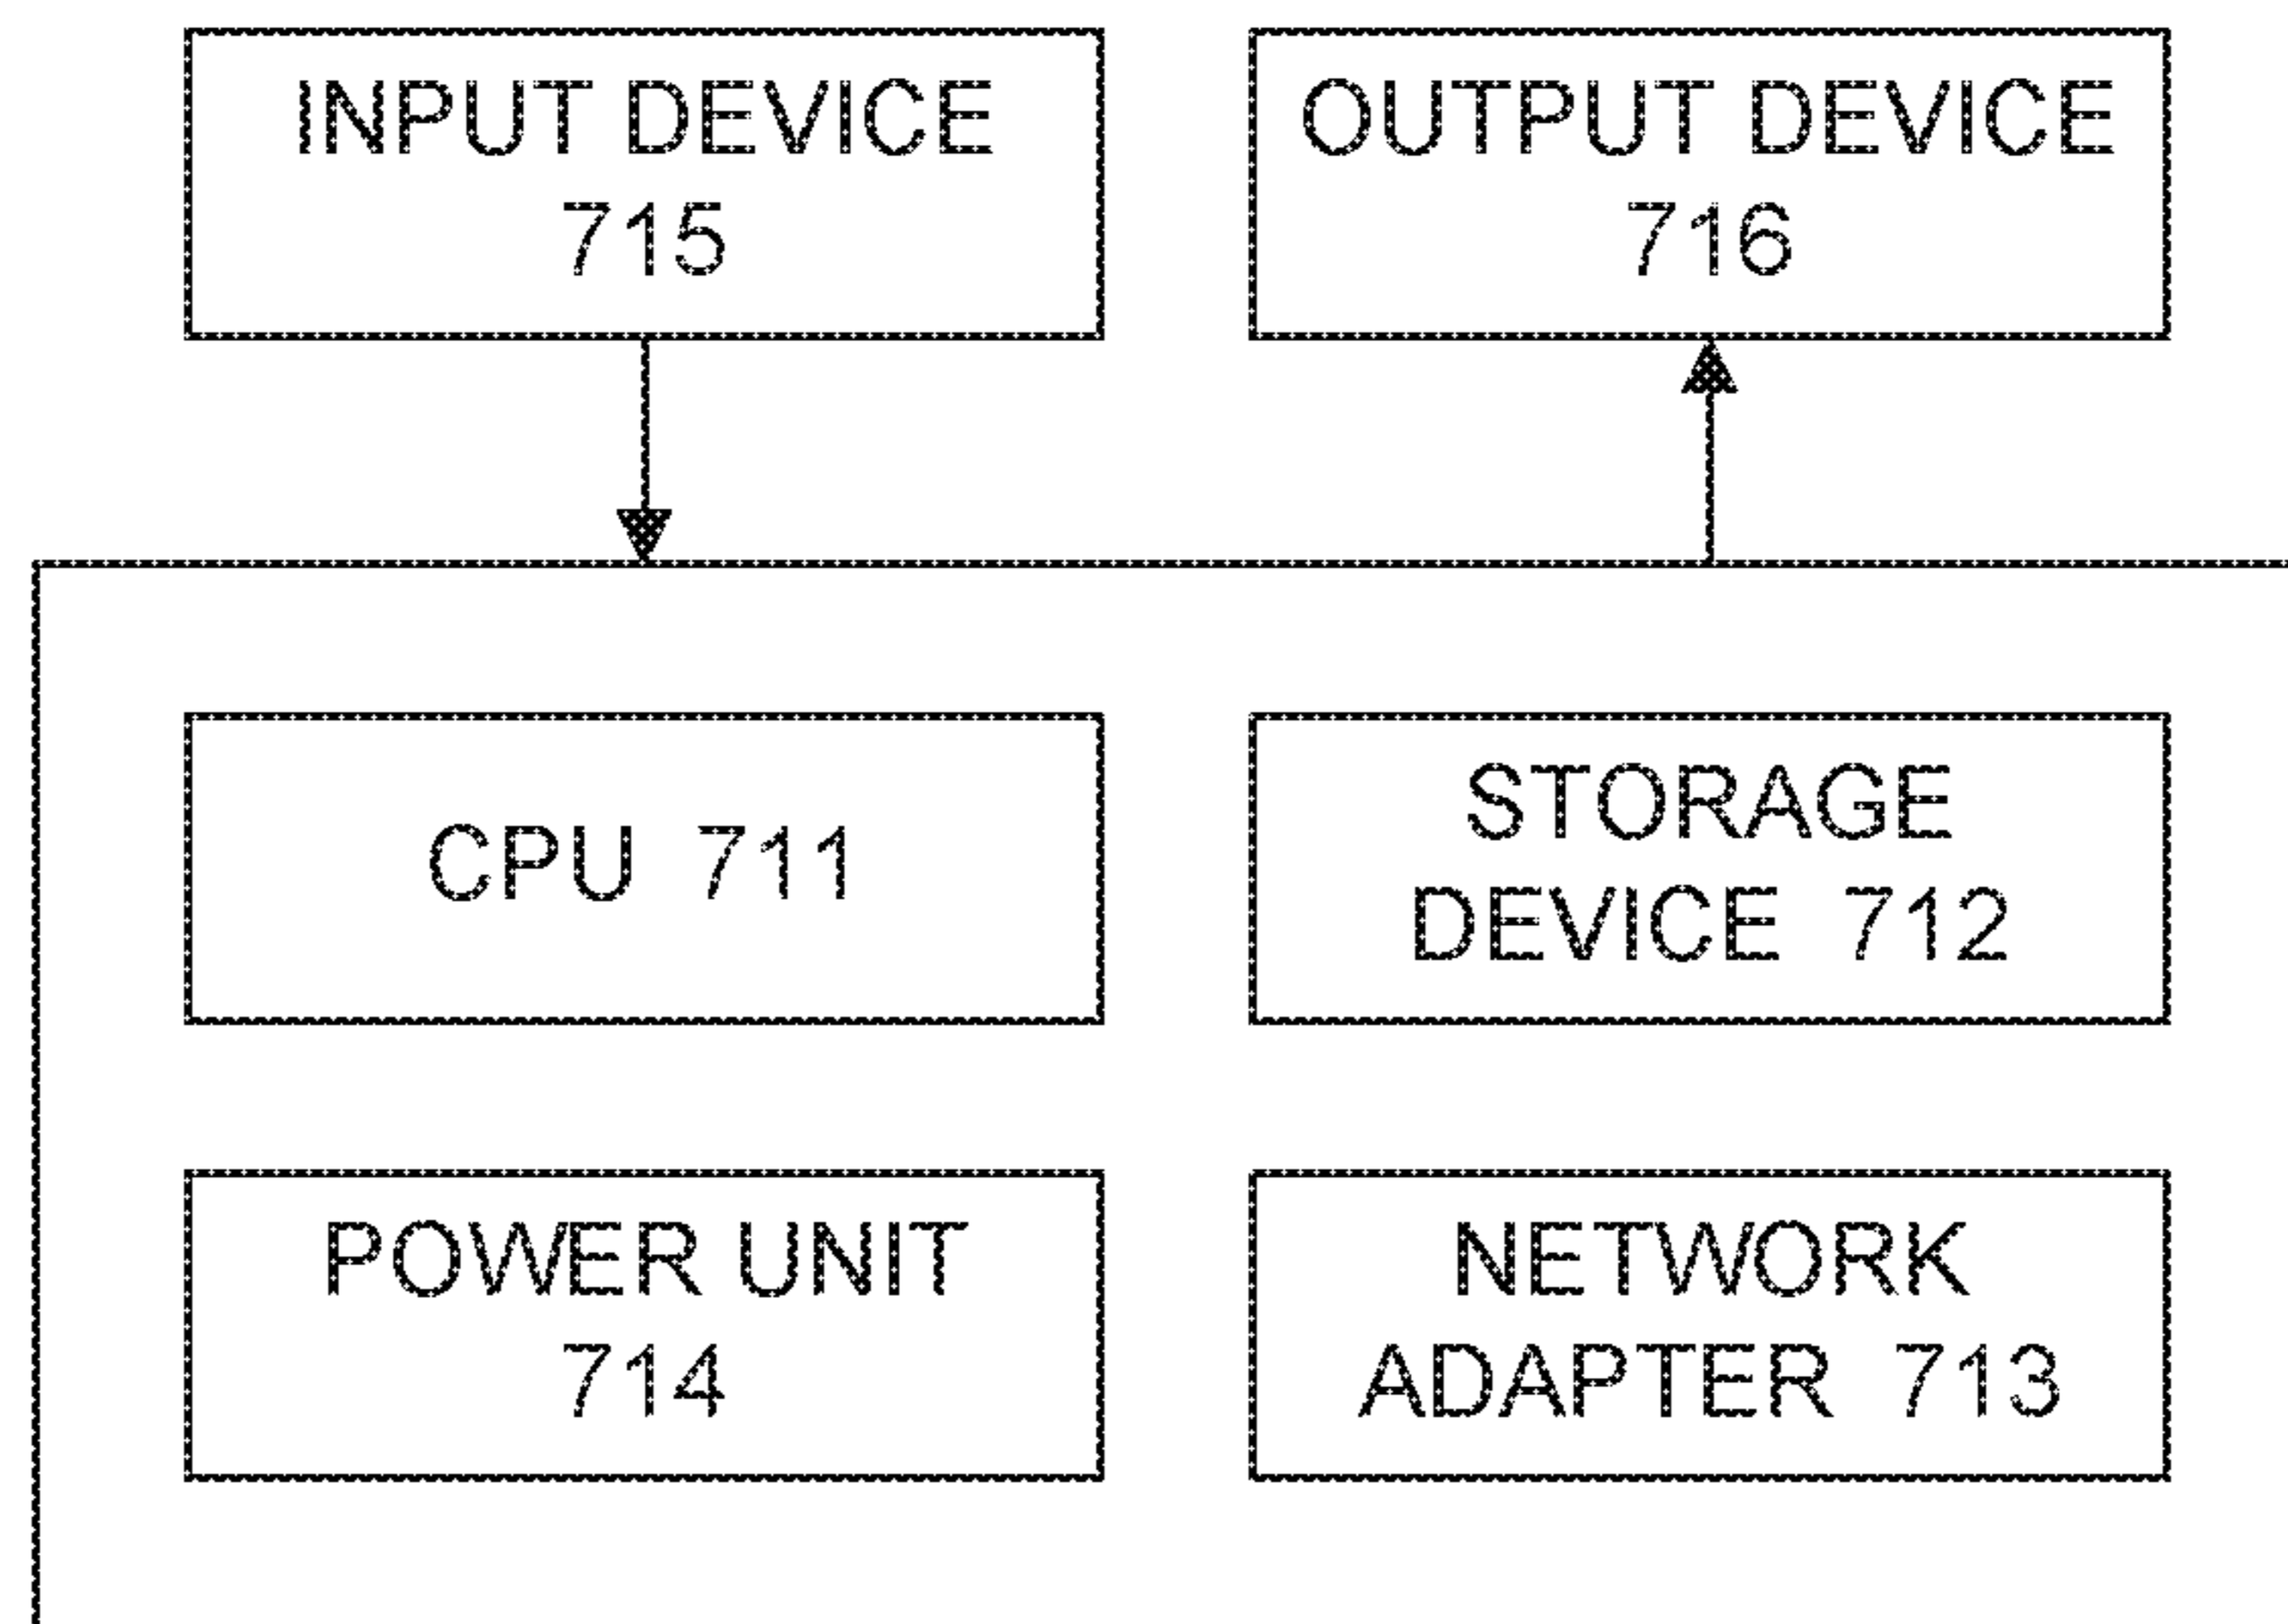 INPUT DEVICE
715
OUTPUT DEVICE
716
CPU 711
STORAGE
DEVICE 712
POWER UNIT
714
NETWORK
ADAPTER 713